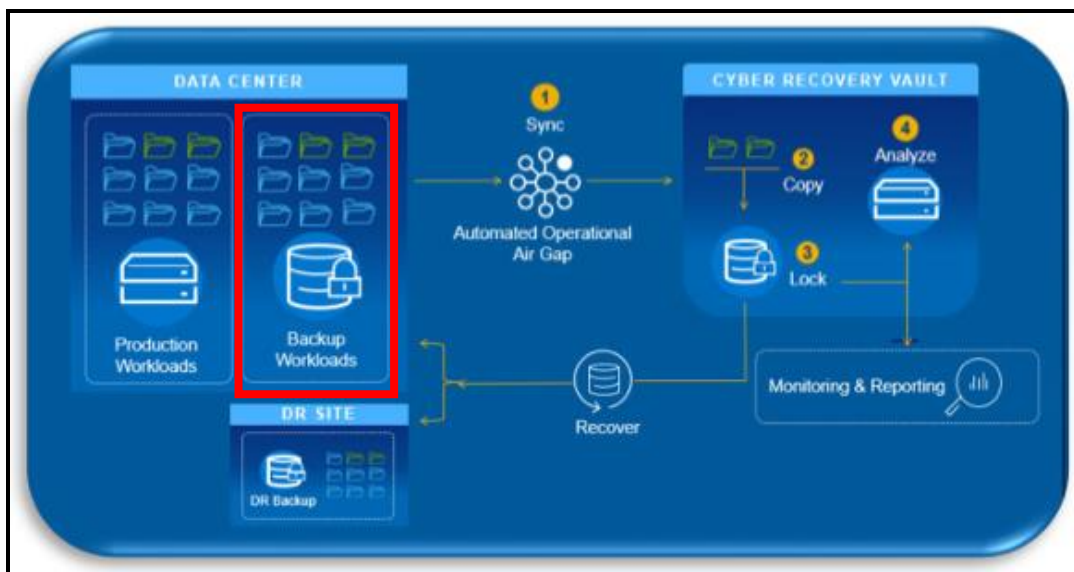 DATA CENTER
Production
Workloads
Backup
Workloads
1
Sync
Automated Operational
Air Gap
CYBER RECOVERY VAULT
2
Copy
3
Lock
4
Analyze
Monitoring & Reporting
Recover
DR SITE
DR Backup